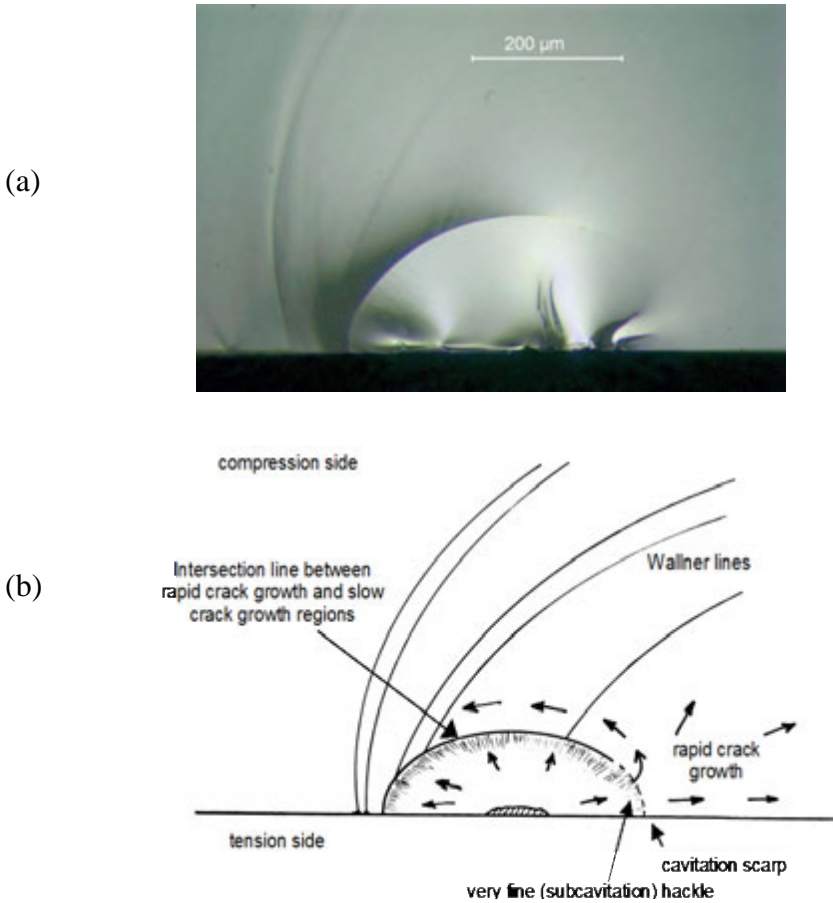 (a)
200 µm
(b)
compression side
Intersection line between
rapid crack growth and slow
crack growth regions
Wallner lines
rapid crack
growth
tension side
cavitation scarp
very fine (subcavitation) hackle